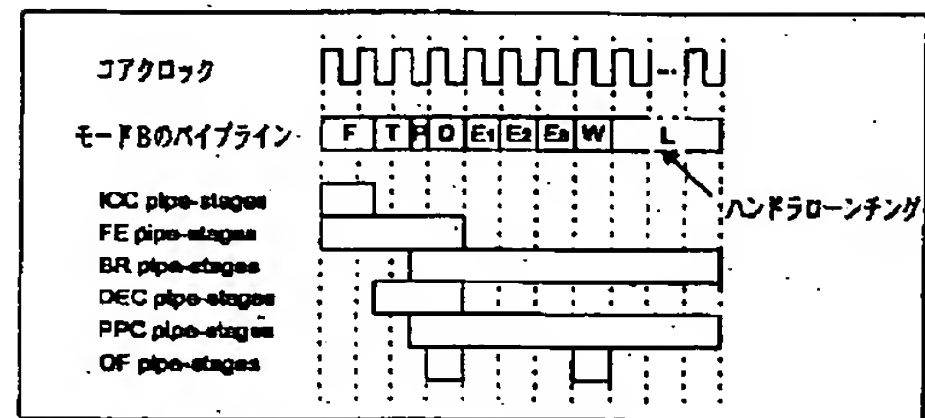 コアクロック
モードBのパイプライン F T P D E1 E2 E3 W L
ハンドラローンチング
ICC pipe-stages
FE pipe-stages
BR pipe-stages
DEC pipe-stages
PPC pipe-stages
OF pipe-stages